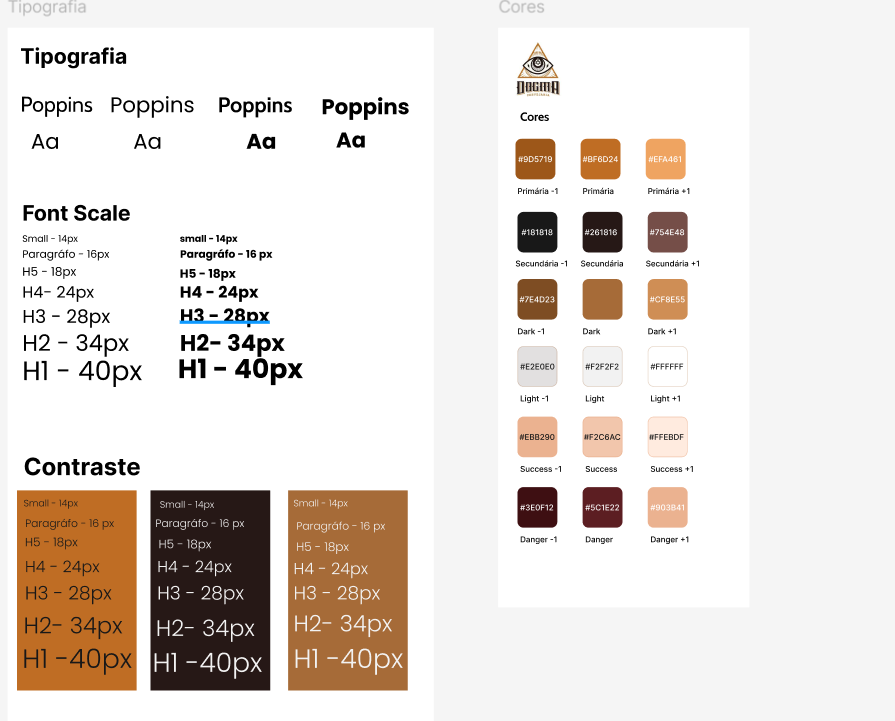 Tipografia
Tipografia
Poppins Poppins Poppins Poppins
Aa Aa Aa Aa
Font Scale
Small - 14px
Paragráfo - 16px
H5 - 18px
H4- 24px
H3 - 28px
H2 - 34px
H1 - 40px
small - 14px
Paragráfo - 16 px
H5 - 18px
H4 - 24px
H3 - 28px
H2- 34px
H1 - 40px
Contraste
Small - 14px
Paragráfo - 16 px
H5 - 18px
H4 - 24px
H3 - 28px
H2- 34px
H1 -40px
Small - 14px
Paragráfo - 16 px
H5 - 18px
H4 - 24px
H3 - 28px
H2- 34px
H1 -40px
Small - 14px
Paragráfo - 16 px
H5 - 18px
H4 - 24px
H3 - 28px
H2- 34px
H1 -40px
Cores
DOGMA
Cores
#9D5719 #BF6D24 #EFA461
Primária -1 Primária Primária +1
#181818 #261816 #754E48
Secundária -1 Secundária Secundária +1
#7E4D23 #CF8E55
Dark -1 Dark Dark +1
#E2E0E0 #F2F2F2 #FFFFFF
Light -1 Light Light +1
#EBB290 #F2C6AC #FFEBDF
Success -1 Success Success +1
#3E0F12 #5C1E22 #903B41
Danger -1 Danger Danger +1